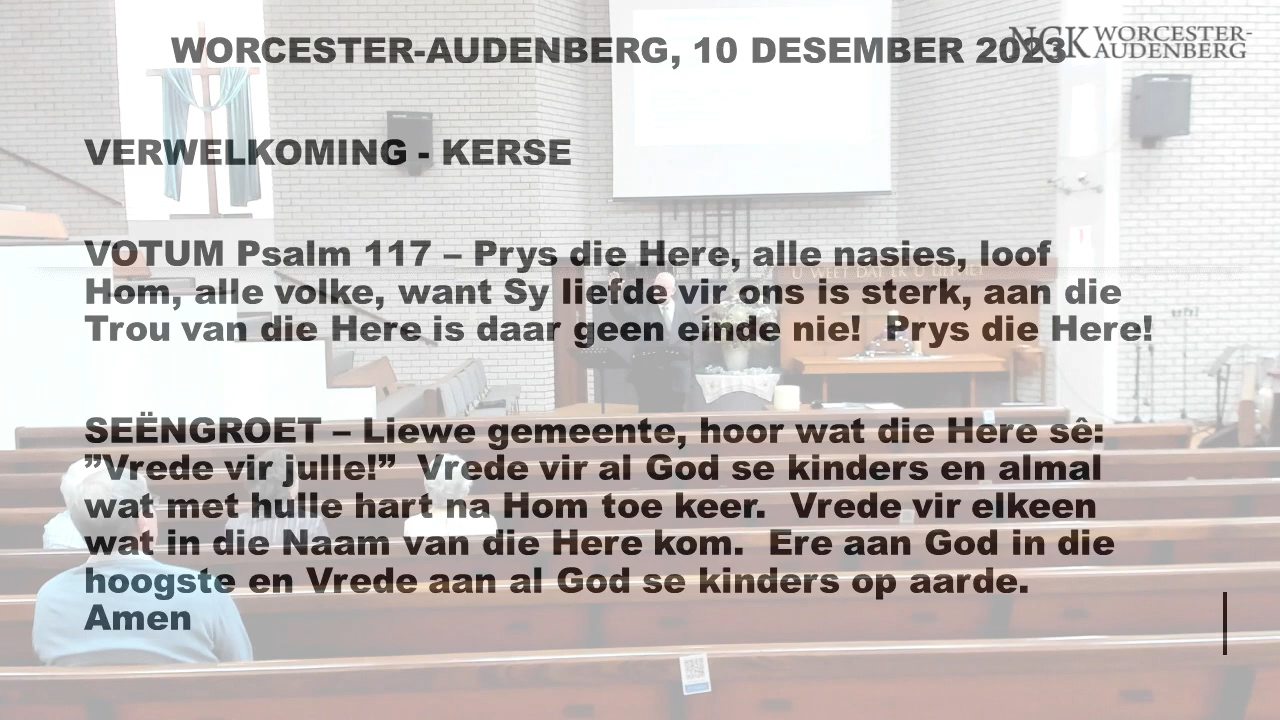 WORCESTER-AUDENBERG, 10 DESEMBER 2023
NGK WORCESTER-
AUDENBERG
VERWELKOMING - KERSE
VOTUM Psalm 117 – Prys die Here, alle nasies, loof
Hom, alle volke, want Sy liefde vir ons is sterk, aan die
Trou van die Here is daar geen einde nie!  Prys die Here!
U WEET DAT EK U LIEFHET
SEËNGROET – Liewe gemeente, hoor wat die Here sê:
”Vrede vir julle!”  Vrede vir al God se kinders en almal
wat met hulle hart na Hom toe keer.  Vrede vir elkeen
wat in die Naam van die Here kom.  Ere aan God in die
hoogste en Vrede aan al God se kinders op aarde.
Amen